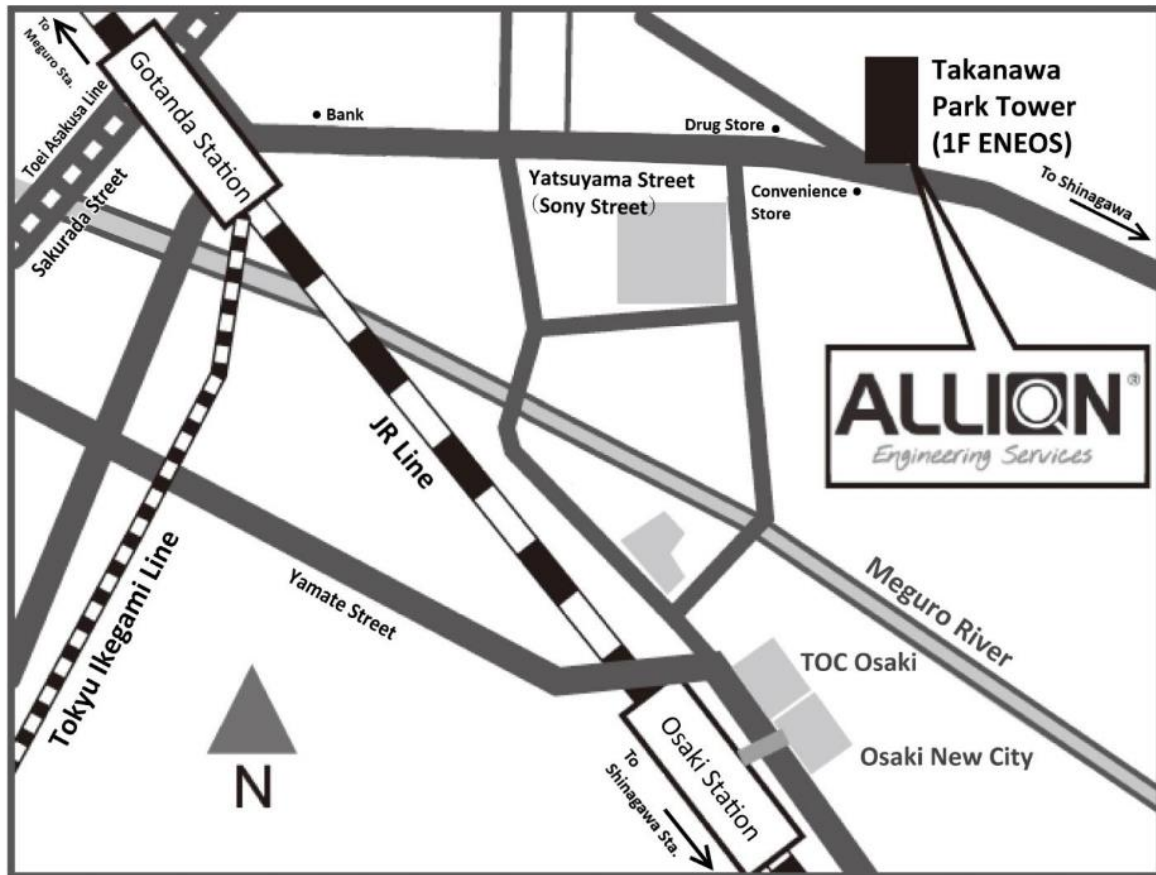 To
Meguro Sta.
Gotanda Station
Toei Asakusa Line
Sakurada Street
Bank
Drug Store
Takanawa
Park Tower
(1F ENEOS)
To Shinagawa
Yatsuyama Street
（Sony Street）
Convenience
Store
ALLION®
Engineering Services
JR Line
Tokyu Ikegami Line
Yamate Street
Meguro River
TOC Osaki
Osaki New City
Osaki Station
To
Shinagawa Sta.
N